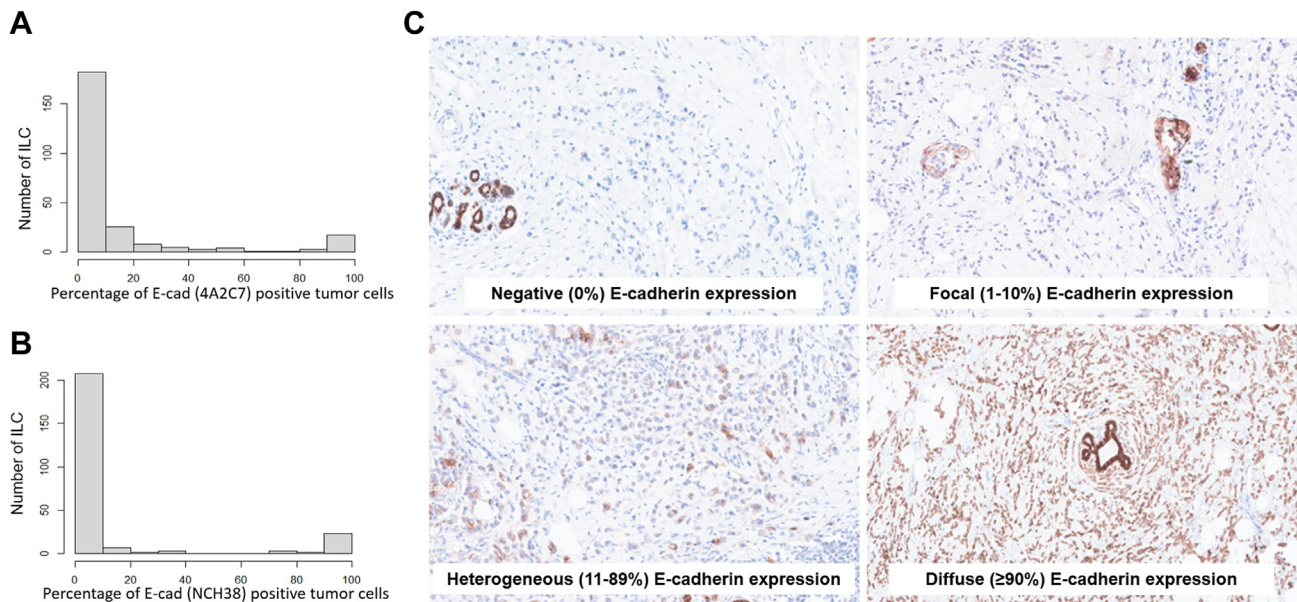 A
Number of ILC
0 50 100 150
0 20 40 60 80 100
Percentage of E-cad (4A2C7) positive tumor cells
B
Number of ILC
0 50 100 150 200
0 20 40 60 80 100
Percentage of E-cad (NCH38) positive tumor cells
C
Negative (0%) E-cadherin expression
Focal (1-10%) E-cadherin expression
Heterogeneous (11-89%) E-cadherin expression
Diffuse (≥90%) E-cadherin expression